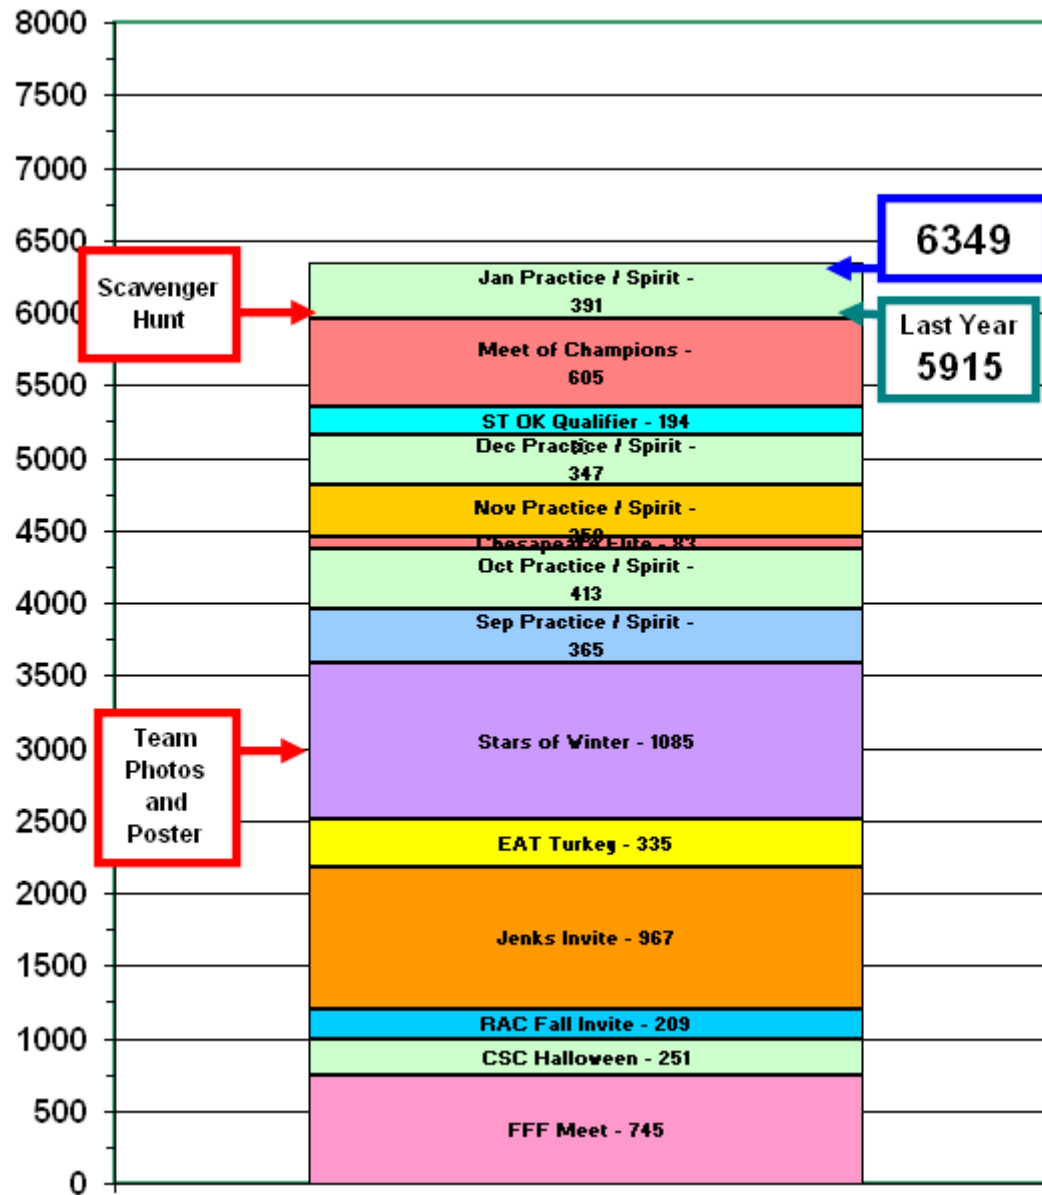 8000
7500
7000
6500
6000
5500
5000
4500
4000
3500
3000
2500
2000
1500
1000
500
0
6349
Scavenger
Hunt
Last Year
5915
Jan Practice / Spirit -
391
Meet of Champions -
605
ST OK Qualifier - 194
Dec Practice / Spirit -
347
Nov Practice / Spirit -
Chesapeake Elite - 83
Oct Practice / Spirit -
413
Sep Practice / Spirit -
365
Team
Photos
and
Poster
Stars of Winter - 1085
EAT Turkey - 335
Jenks Invite - 967
RAC Fall Invite - 209
CSC Halloween - 251
FFF Meet - 745